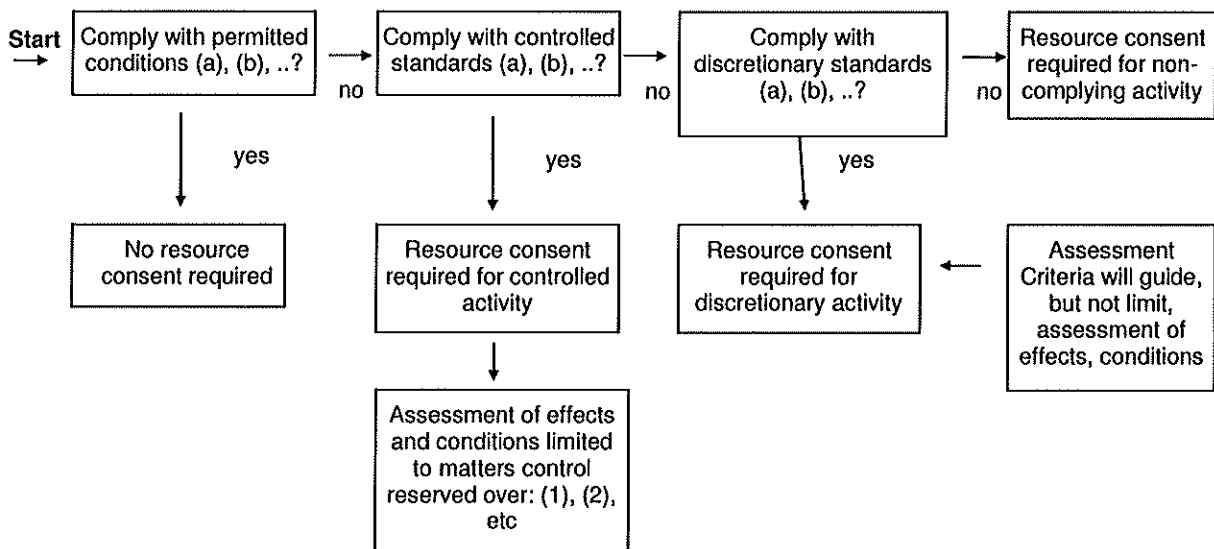 Start
Comply with permitted
conditions (a), (b), ..?
no
Comply with controlled
standards (a), (b), ..?
no
Comply with
discretionary standards
(a), (b), ..?
no
Resource consent
required for non-
complying activity
yes
yes
yes
No resource
consent required
Resource consent
required for controlled
activity
Resource consent
required for
discretionary activity
Assessment
Criteria will guide,
but not limit,
assessment of
effects, conditions
Assessment of effects
and conditions limited
to matters control
reserved over: (1), (2),
etc